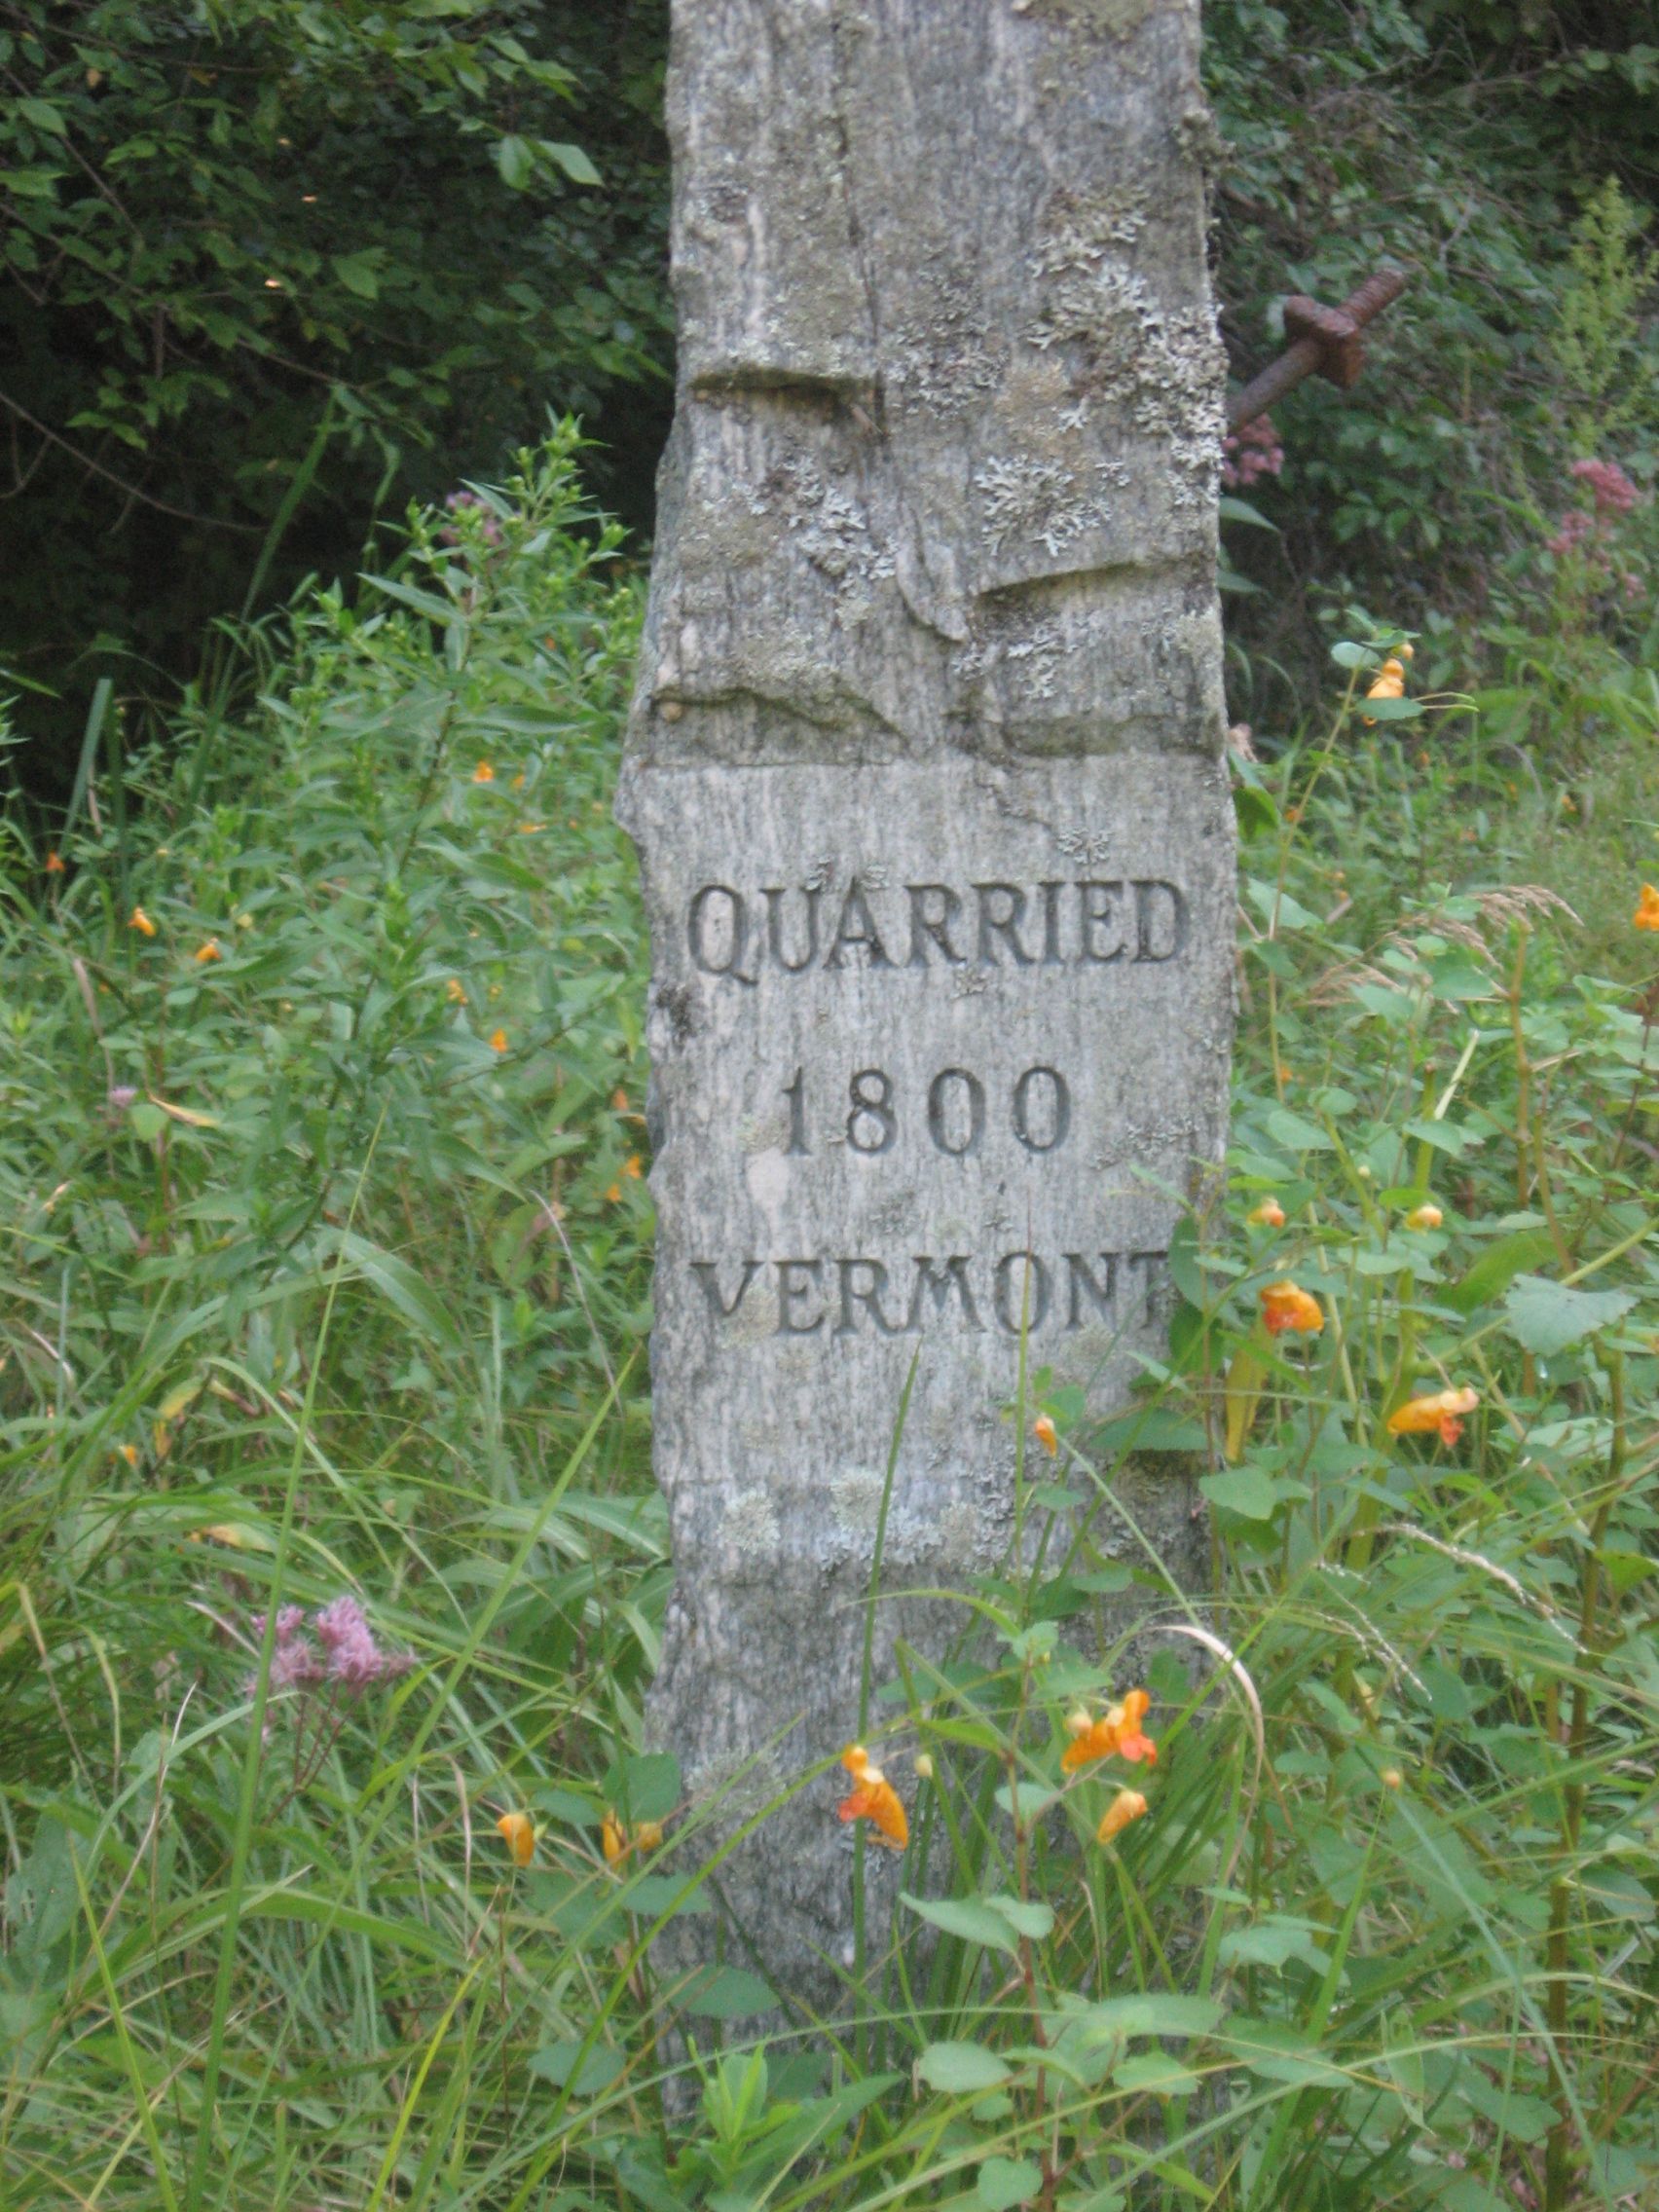 QUARRIED
1800
VERMONT